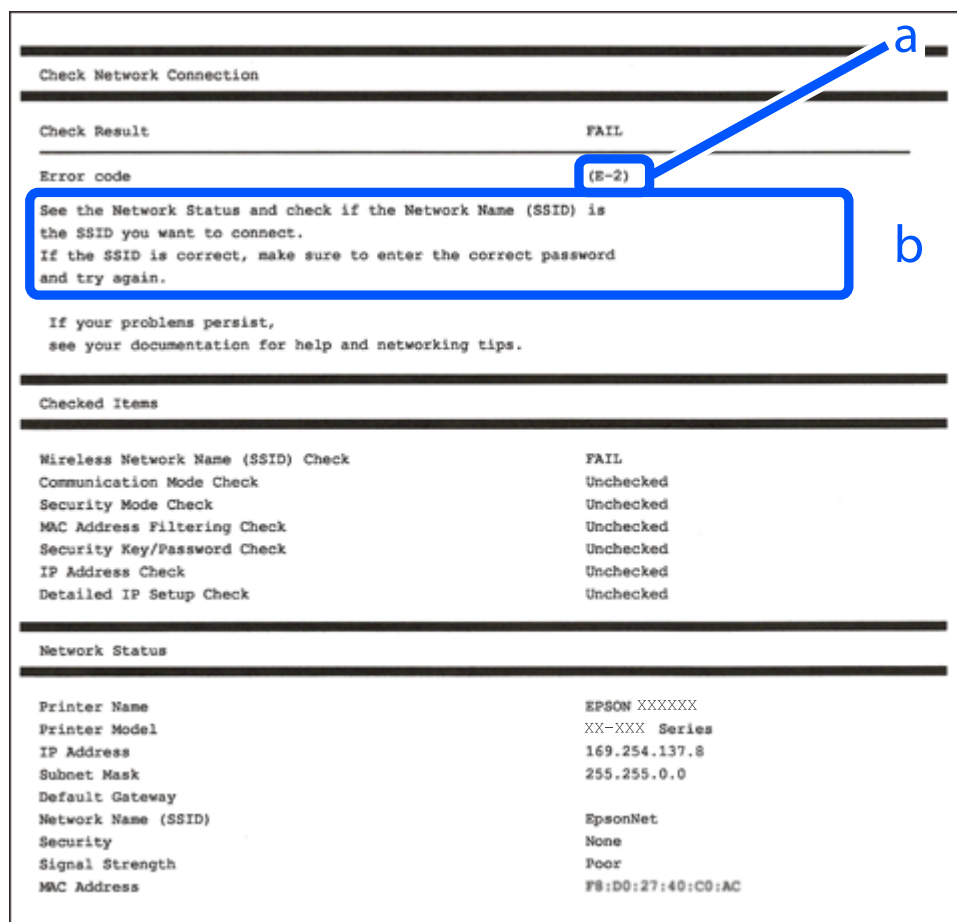 a
Check Network Connection
Check Result FAIL
Error code (E-2)
See the Network Status and check if the Network Name (SSID) is
the SSID you want to connect.
If the SSID is correct, make sure to enter the correct password
and try again.
b
If your problems persist,
see your documentation for help and networking tips.
Checked Items
Wireless Network Name (SSID) Check FAIL
Communication Mode Check Unchecked
Security Mode Check Unchecked
MAC Address Filtering Check Unchecked
Security Key/Password Check Unchecked
IP Address Check Unchecked
Detailed IP Setup Check Unchecked
Network Status
Printer Name EPSON XXXXXX
Printer Model XX-XXX Series
IP Address 169.254.137.8
Subnet Mask 255.255.0.0
Default Gateway
Network Name (SSID) EpsonNet
Security None
Signal Strength Poor
MAC Address F8:D0:27:40:C0:AC